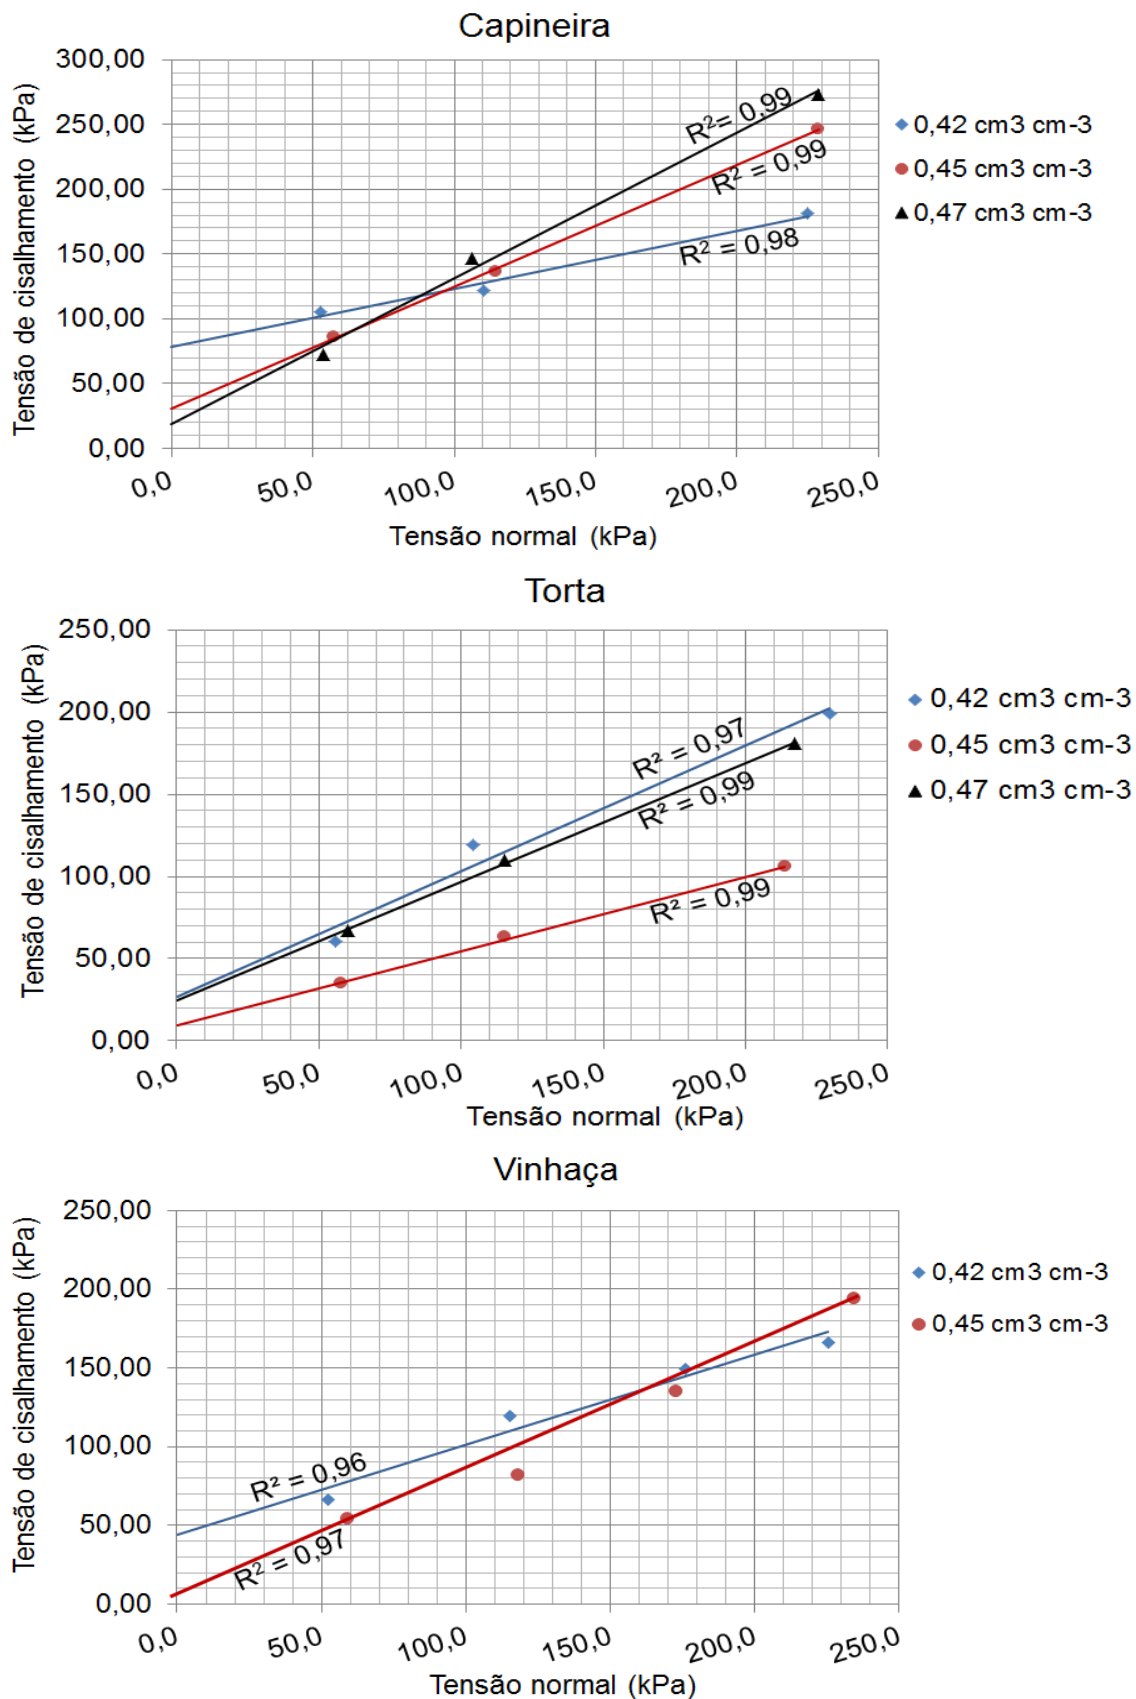 Capineira
300,00
250,00
200,00
150,00
100,00
50,00
0,00
Tensão de cisalhamento (kPa)
R²= 0,99
R² = 0,99
R² = 0,98
0,42 cm3 cm-3
0,45 cm3 cm-3
0,47 cm3 cm-3
0,0 50,0 100,0 150,0 200,0 250,0
Tensão normal (kPa)
Torta
250,00
200,00
150,00
100,00
50,00
0,00
Tensão de cisalhamento (kPa)
R² = 0,97
R² = 0,99
R² = 0,99
0,42 cm3 cm-3
0,45 cm3 cm-3
0,47 cm3 cm-3
0,0 50,0 100,0 150,0 200,0 250,0
Tensão normal (kPa)
Vinhaça
250,00
200,00
150,00
100,00
50,00
0,00
Tensão de cisalhamento (kPa)
R² = 0,96
R² = 0,97
0,42 cm3 cm-3
0,45 cm3 cm-3
0,0 50,0 100,0 150,0 200,0 250,0
Tensão normal (kPa)